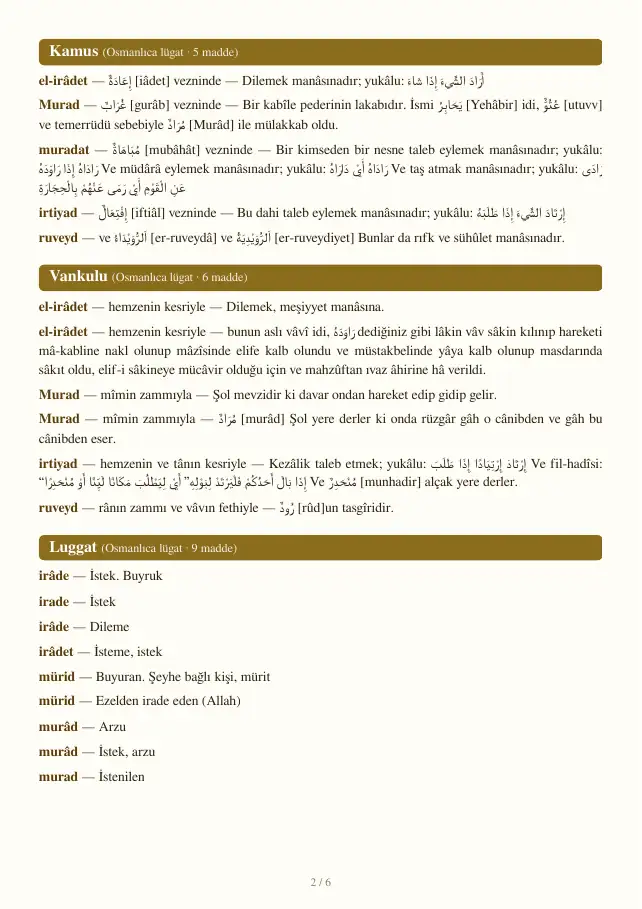 Kamus (Osmanlıca lügat · 5 madde)
el-irâdet — إِعَادَةٌ [iâdet] vezninde — Dilemek manâsınadır; yukâlu: أَرَادَ الشَّيءَ إِذَا شاءَ
Murad — غُرَابٌ [gurâb] vezninde — Bir kabîle pederinin lakabıdır. İsmi يَحَابِرُ [Yehâbir] idi, عُتُوٌّ [utuvv]
ve temerrüdü sebebiyle مُرَادٌ [Murâd] ile mülakkab oldu.
muradat — مُبَاهَاةٌ [mubâhât] vezninde — Bir kimseden bir nesne taleb eylemek manâsınadır; yukâlu:
رَادَاهُ إِذَا رَاوَدَهُ Ve müdârâ eylemek manâsınadır; yukâlu: رَادَاهُ أَيْ دَارَاهُ Ve taş atmak manâsınadır; yukâlu: رَادَى
عَنِ الْقَوْمِ أَيْ رَمَى عَنْهُمْ بِالْحِجَارَةِ
irtiyad — اِفْتِعَالٌ [iftiâl] vezninde — Bu dahi taleb eylemek manâsınadır; yukâlu: اِرْتَادَ الشَّيءَ إِذَا طَلَبَهُ
ruveyd — ve اَلرُّوَيْدَاءُ [er-ruveydâ] ve اَلرُّوَيْدِيَةُ [er-ruveydiyet] Bunlar da rıfk ve sühûlet manâsınadır.
Vankulu (Osmanlıca lügat · 6 madde)
el-irâdet — hemzenin kesriyle — Dilemek, meşiyyet manâsına.
el-irâdet — hemzenin kesriyle — bunun aslı vâvî idi, رَاوَدَهُ dediğiniz gibi lâkin vâv sâkin kılınıp hareketi
mâ-kabline nakl olunup mâzîsinde elife kalb olundu ve müstakbelinde yâya kalb olunup masdarında
sâkıt oldu, elif-i sâkineye mücâvir olduğu için ve mahzûftan ıvaz âhirine hâ verildi.
Murad — mîmin zammıyla — Şol mevzidir ki davar ondan hareket edip gidip gelir.
Murad — mîmin zammıyla — مُرَادٌ [murâd] Şol yere derler ki onda rüzgâr gâh o cânibden ve gâh bu
cânibden eser.
irtiyad — hemzenin ve tânın kesriyle — Kezâlik taleb etmek; yukâlu: اِرْتَادَ اِرْتِيَادًا إِذَا طَلَبَ Ve fil-hadîsi:
“إِذَا بَالَ أَحَدُكُمْ فَلْيَرْتَدْ لِبَوْلِهِ” أَيْ لِيَطْلُبْ مَكَانًا لَيِّنًا أَوْ مُنْحَدِرًا Ve مُنْحَدِرٌ [munhadir] alçak yere derler.
ruveyd — rânın zammı ve vâvın fethiyle — رُودٌ [rûd]un tasgîridir.
Luggat (Osmanlıca lügat · 9 madde)
irâde — İstek. Buyruk
irade — İstek
irâde — Dileme
irâdet — İsteme, istek
mürid — Buyuran. Şeyhe bağlı kişi, mürit
mürid — Ezelden irade eden (Allah)
murâd — Arzu
murâd — İstek, arzu
murad — İstenilen
2 / 6